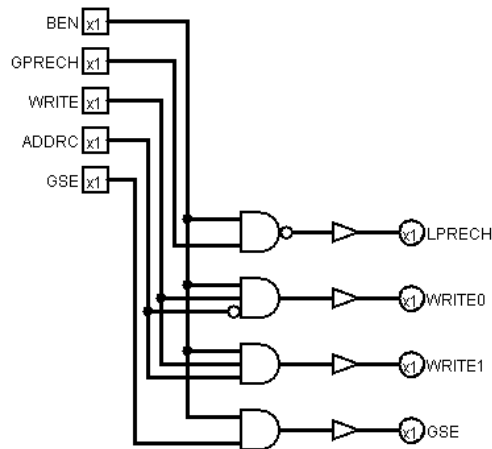 BEN x1
GPRECH x1
WRITE x1
ADDRC x1
GSE x1
x1 LPRECH
x1 WRITE0
x1 WRITE1
x1 GSE